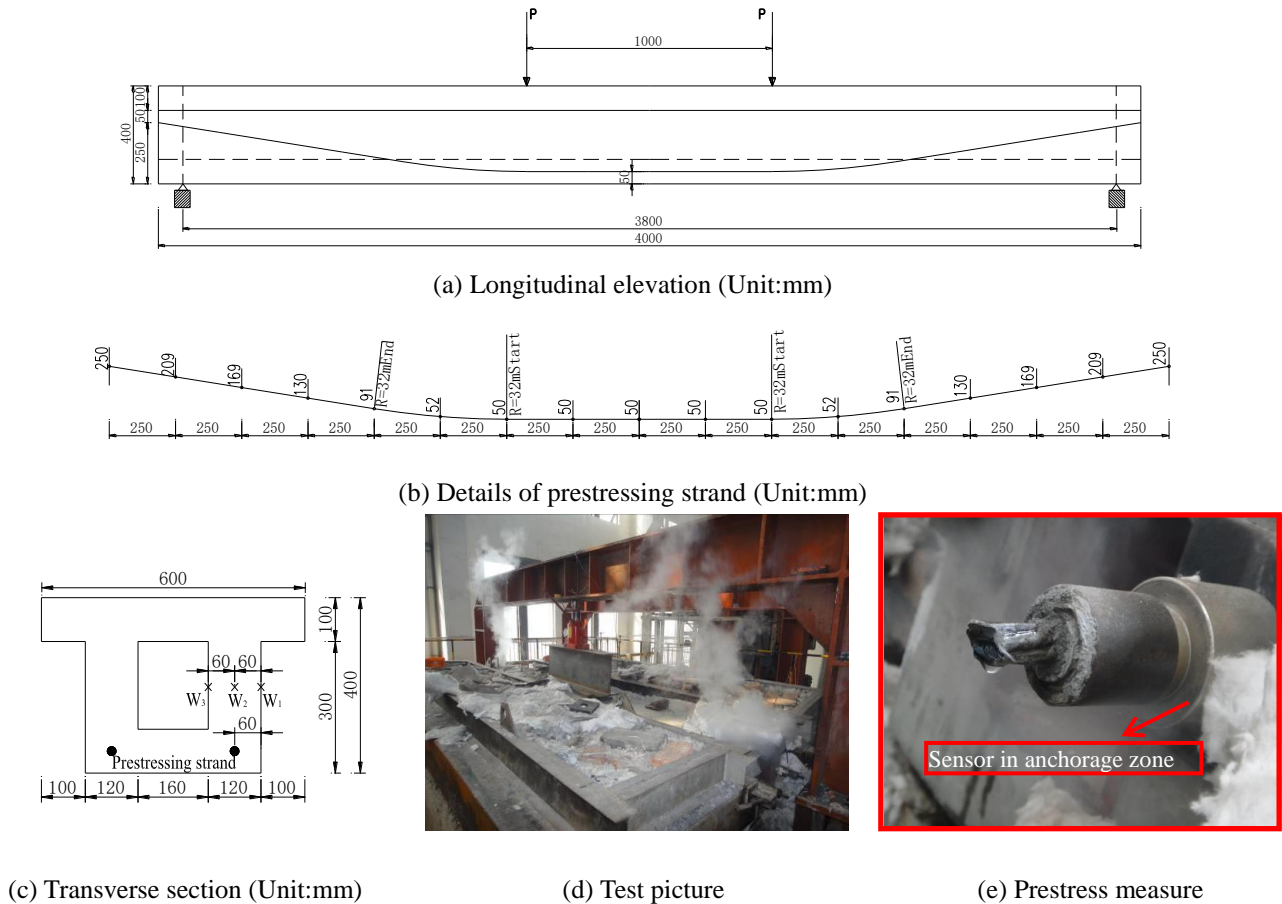 P P
1000
100
50
400
250
50
3800
4000
(a) Longitudinal elevation (Unit:mm)
250 209 169 130 91 R=32mEnd 52 50 R=32mStart 50 50 50 50 R=32mStart 52 91 R=32mEnd 130 169 209 250
250 250 250 250 250 250 250 250 250 250 250 250 250 250 250 250
(b) Details of prestressing strand (Unit:mm)
600
100
60 60
W3 W2 W1
300
400
60
Prestressing strand
100 120 160 120 100
Sensor in anchorage zone
(c) Transverse section (Unit:mm) (d) Test picture (e) Prestress measure